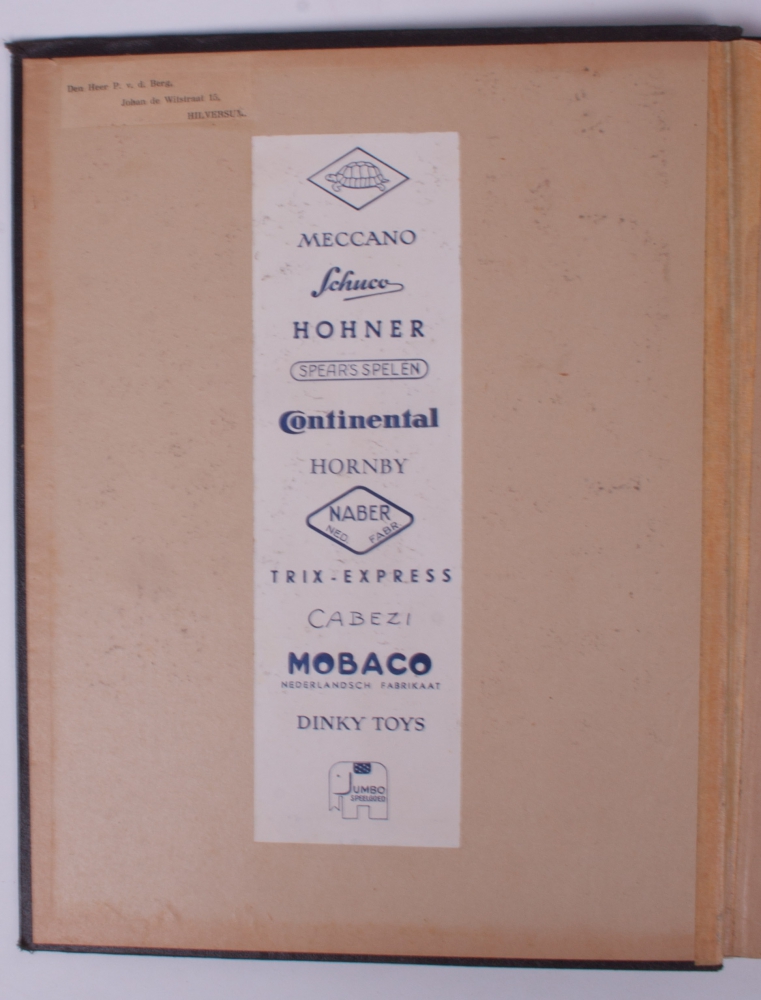 Den Heer P. v. d. Berg,
Johan de Witstraat 15,
HILVERSUM.
MECCANO
Schuco
HOHNER
SPEAR'S SPELEN
Continental
HORNBY
NABER
NED. FABR.
TRIX-EXPRESS
CABEZI
MOBACO
NEDERLANDSCH FABRIKAAT
DINKY TOYS
JUMBO
SPEELGOED